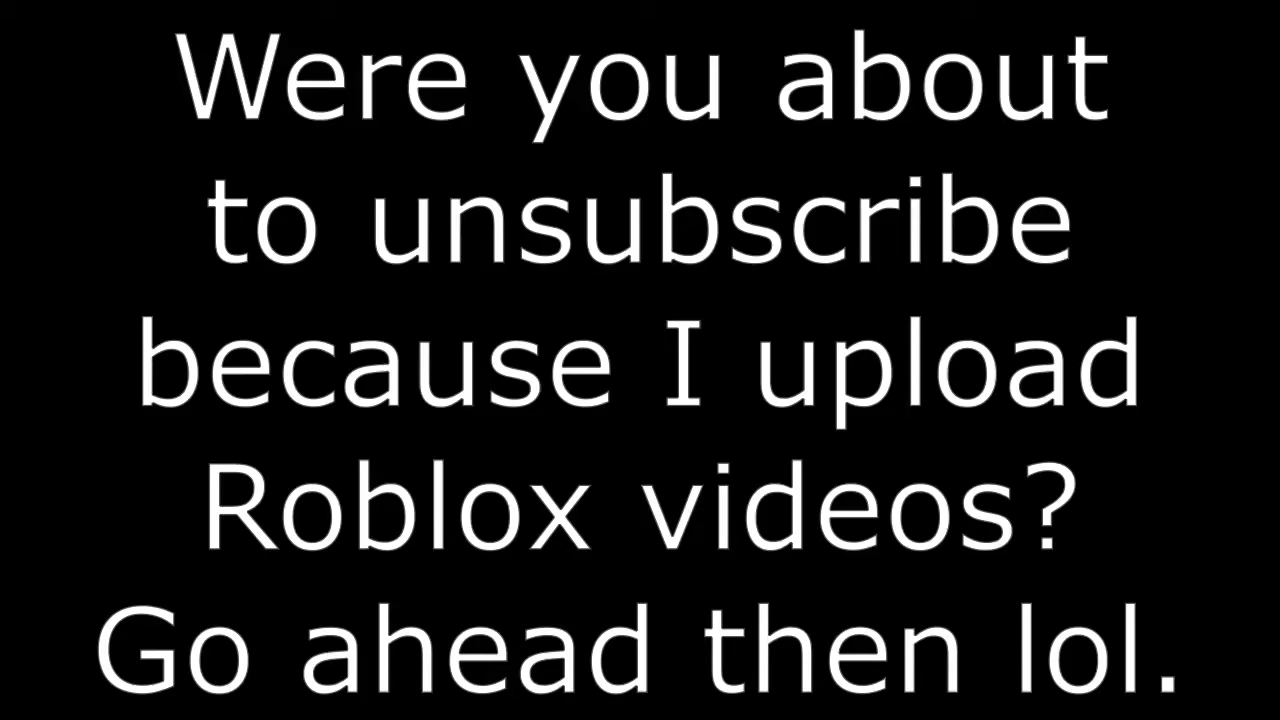 Were you about
to unsubscribe
because I upload
Roblox videos?
Go ahead then lol.